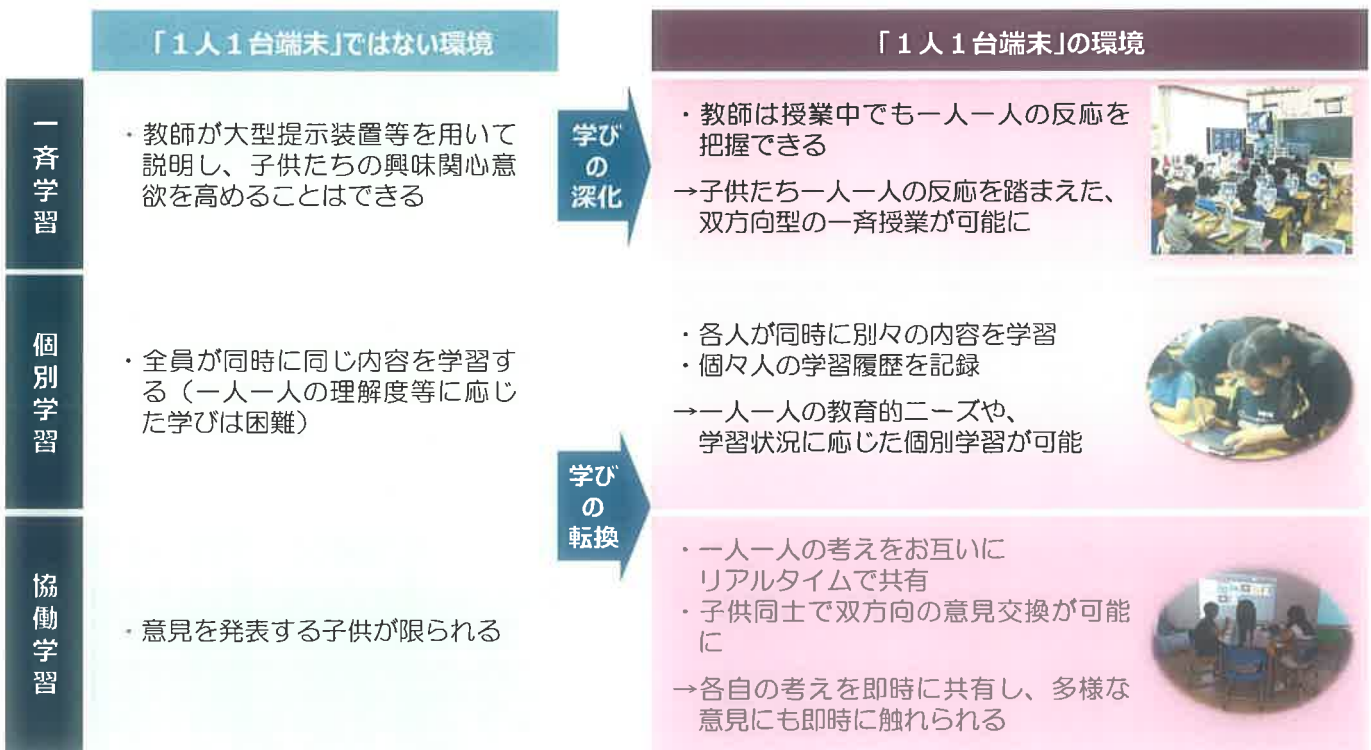 「１人１台端末」ではない環境
「１人１台端末」の環境
一斉学習
・教師が大型提示装置等を用いて
説明し、子供たちの興味関心意
欲を高めることはできる
学び
の
深化
・教師は授業中でも一人一人の反応を
把握できる
→子供たち一人一人の反応を踏まえた、
双方向型の一斉授業が可能に
個別学習
・全員が同時に同じ内容を学習す
る（一人一人の理解度等に応じ
た学びは困難）
学び
の
転換
・各人が同時に別々の内容を学習
・個々人の学習履歴を記録
→一人一人の教育的ニーズや、
学習状況に応じた個別学習が可能
協働学習
・意見を発表する子供が限られる
・一人一人の考えをお互いに
リアルタイムで共有
・子供同士で双方向の意見交換が可能
に
→各自の考えを即時に共有し、多様な
意見にも即時に触れられる